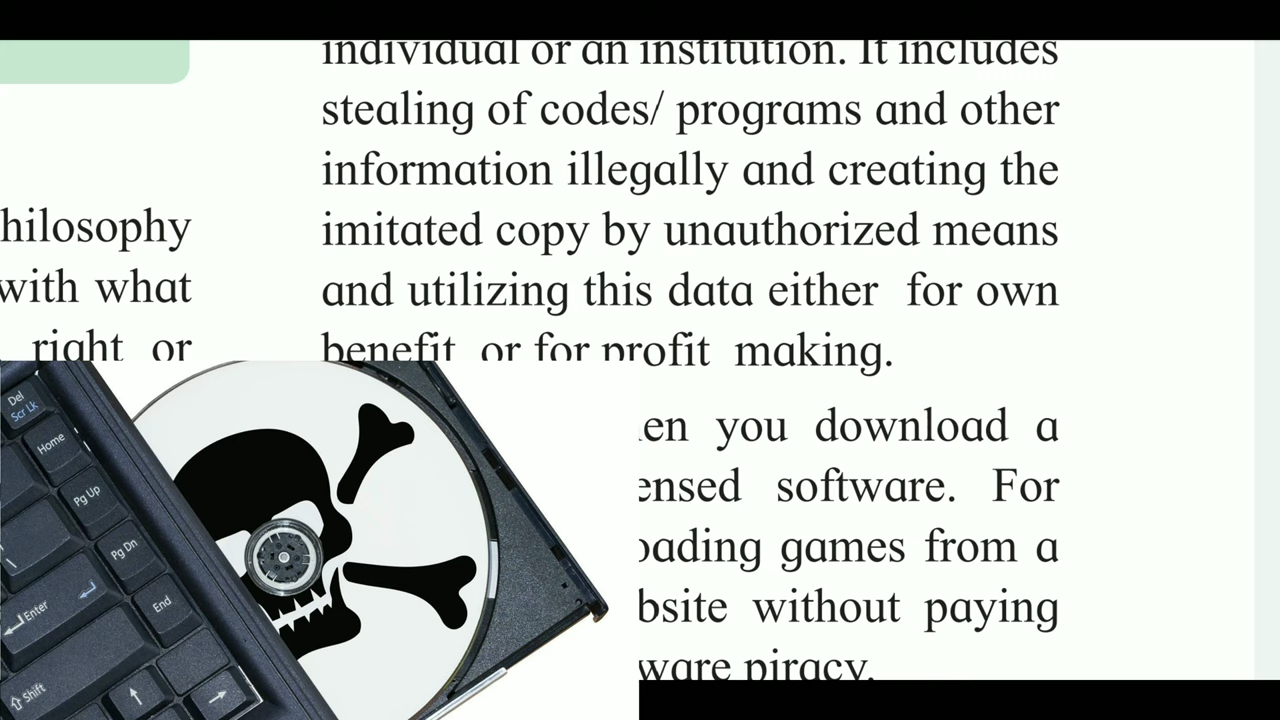 hilosophy
with what
right or
individual or an institution. It includes
stealing of codes/ programs and other
information illegally and creating the
imitated copy by unauthorized means
and utilizing this data either for own
benefit or for profit making.
en you download a
ensed software. For
oading games from a
bsite without paying
ware piracy.
Del
Scr Lk
Home
Pg Up
Pg Dn
End
Enter
Shift